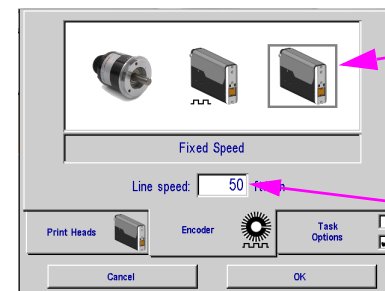 Fixed Speed
Line speed: 50
Print Heads
Encoder
Task
Options
Cancel
OK